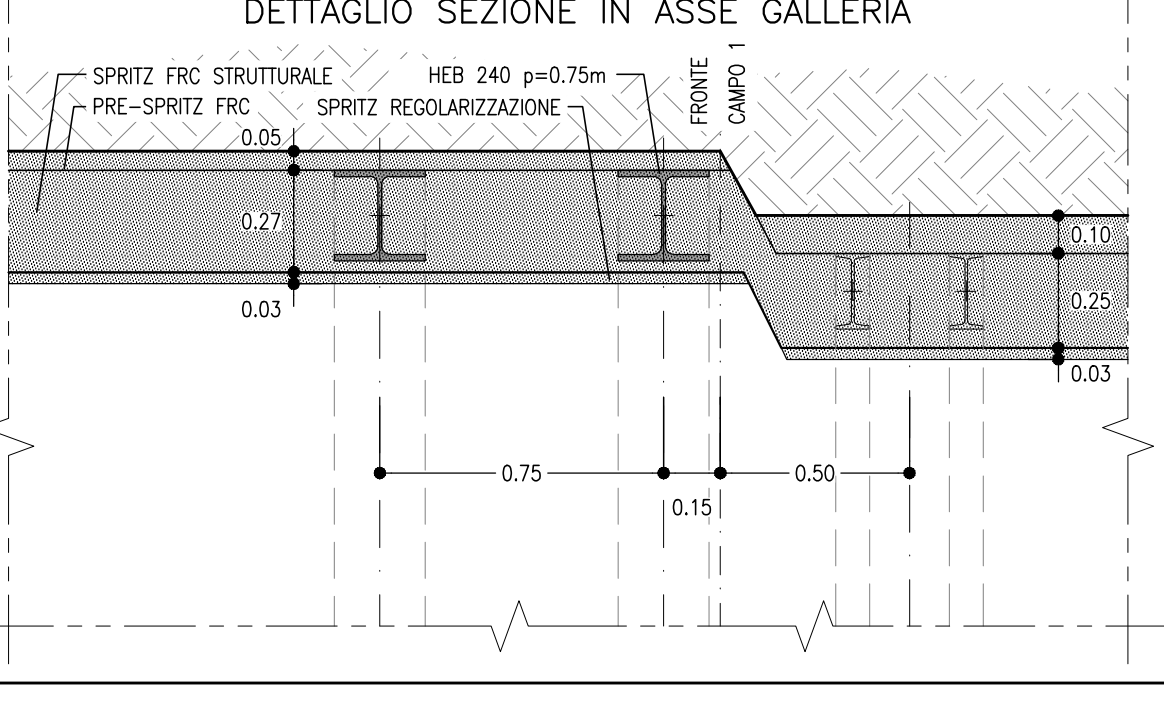 DETTAGLIO SEZIONE IN ASSE GALLERIA
SPRITZ FRC STRUTTURALE
HEB 240 p=0.75m
PRE-SPRITZ FRC
SPRITZ REGOLARIZZAZIONE
FRONTE
CAMPO 1
0.05
0.27
0.03
0.10
0.25
0.03
0.75
0.15
0.50